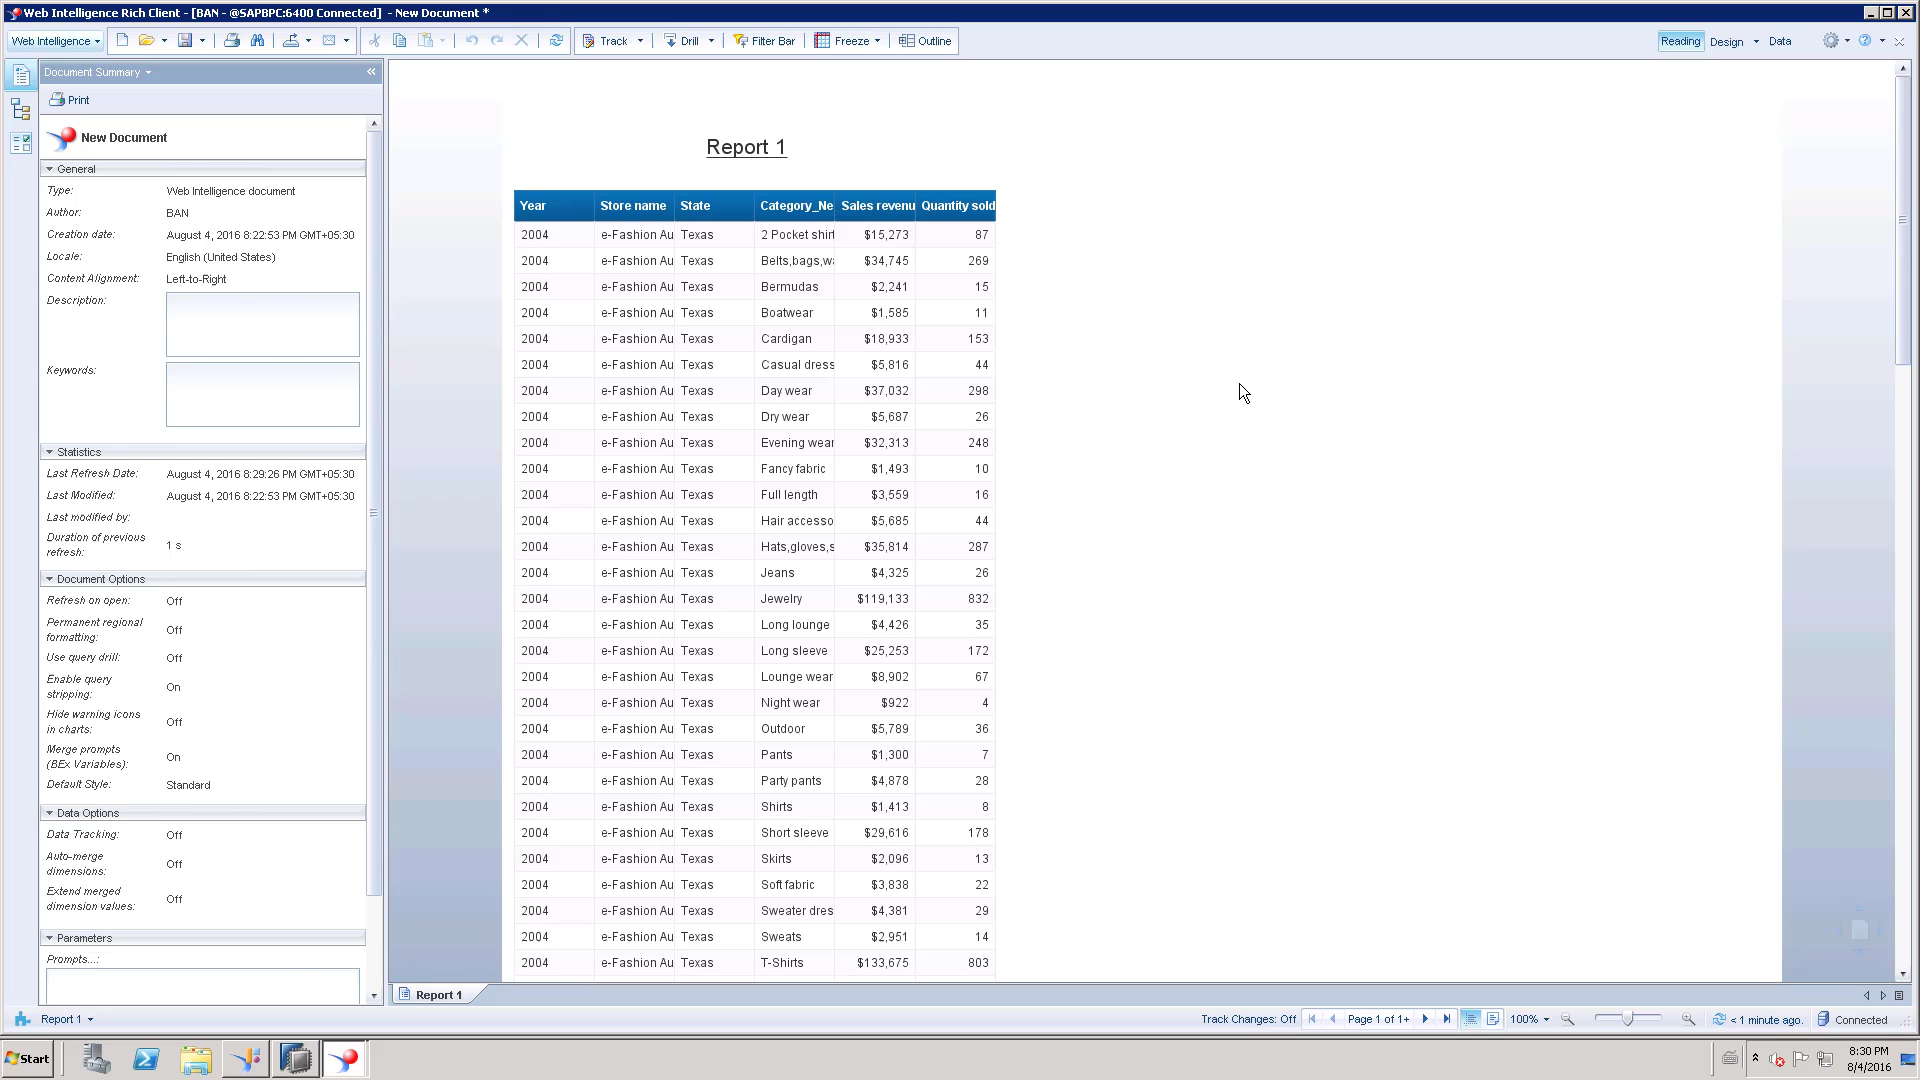 Web Intelligence Rich Client - [BAN - @SAPBPC:6400 Connected] - New Document *
Web Intelligence
Track
Drill
Filter Bar
Freeze
Outline
Reading
Design
Data
Document Summary
Print
New Document
General
Type: Web Intelligence document
Author: BAN
Creation date: August 4, 2016 8:22:53 PM GMT+05:30
Locale: English (United States)
Content Alignment: Left-to-Right
Description:
Keywords:
Statistics
Last Refresh Date: August 4, 2016 8:29:26 PM GMT+05:30
Last Modified: August 4, 2016 8:22:53 PM GMT+05:30
Last modified by:
Duration of previous
refresh: 1 s
Document Options
Refresh on open: Off
Permanent regional
formatting: Off
Use query drill: Off
Enable query
stripping: On
Hide warning icons
in charts: Off
Merge prompts
(BEx Variables): On
Default Style: Standard
Data Options
Data Tracking: Off
Auto-merge
dimensions: Off
Extend merged
dimension values: Off
Parameters
Prompts...:
Report 1
Year Store name State Category_Ne Sales revenu Quantity sold
2004 e-Fashion Au Texas 2 Pocket shirt $15,273 87
2004 e-Fashion Au Texas Belts,bags,wa $34,745 269
2004 e-Fashion Au Texas Bermudas $2,241 15
2004 e-Fashion Au Texas Boatwear $1,585 11
2004 e-Fashion Au Texas Cardigan $18,933 153
2004 e-Fashion Au Texas Casual dress $5,816 44
2004 e-Fashion Au Texas Day wear $37,032 298
2004 e-Fashion Au Texas Dry wear $5,687 26
2004 e-Fashion Au Texas Evening wear $32,313 248
2004 e-Fashion Au Texas Fancy fabric $1,493 10
2004 e-Fashion Au Texas Full length $3,559 16
2004 e-Fashion Au Texas Hair accesso $5,685 44
2004 e-Fashion Au Texas Hats,gloves,s $35,814 287
2004 e-Fashion Au Texas Jeans $4,325 26
2004 e-Fashion Au Texas Jewelry $119,133 832
2004 e-Fashion Au Texas Long lounge $4,426 35
2004 e-Fashion Au Texas Long sleeve $25,253 172
2004 e-Fashion Au Texas Lounge wear $8,902 67
2004 e-Fashion Au Texas Night wear $922 4
2004 e-Fashion Au Texas Outdoor $5,789 36
2004 e-Fashion Au Texas Pants $1,300 7
2004 e-Fashion Au Texas Party pants $4,878 28
2004 e-Fashion Au Texas Shirts $1,413 8
2004 e-Fashion Au Texas Short sleeve $29,616 178
2004 e-Fashion Au Texas Skirts $2,096 13
2004 e-Fashion Au Texas Soft fabric $3,838 22
2004 e-Fashion Au Texas Sweater dres $4,381 29
2004 e-Fashion Au Texas Sweats $2,951 14
2004 e-Fashion Au Texas T-Shirts $133,675 803
Report 1
Report 1
Track Changes: Off
Page 1 of 1+
100%
< 1 minute ago.
Connected
Start
8:30 PM
8/4/2016